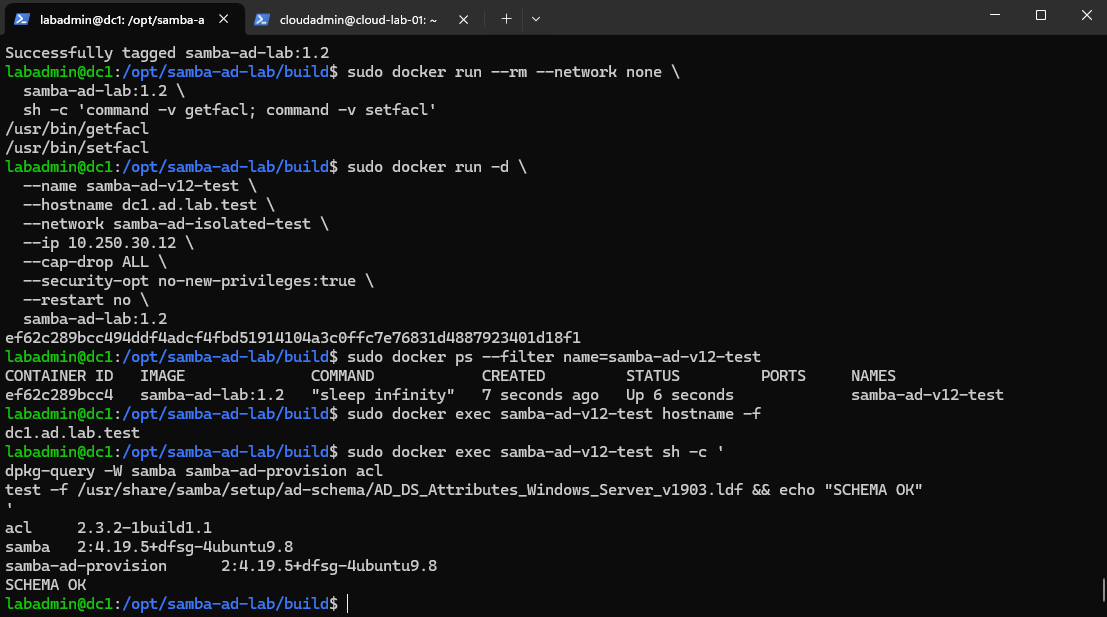 labadmin@dc1: /opt/samba-a
cloudadmin@cloud-lab-01: ~
Successfully tagged samba-ad-lab:1.2
labadmin@dc1:/opt/samba-ad-lab/build$ sudo docker run --rm --network none \
  samba-ad-lab:1.2 \
  sh -c 'command -v getfacl; command -v setfacl'
/usr/bin/getfacl
/usr/bin/setfacl
labadmin@dc1:/opt/samba-ad-lab/build$ sudo docker run -d \
  --name samba-ad-v12-test \
  --hostname dc1.ad.lab.test \
  --network samba-ad-isolated-test \
  --ip 10.250.30.12 \
  --cap-drop ALL \
  --security-opt no-new-privileges:true \
  --restart no \
  samba-ad-lab:1.2
ef62c289bcc494ddf4adcf4fbd51914104a3c0ffc7e76831d4887923401d18f1
labadmin@dc1:/opt/samba-ad-lab/build$ sudo docker ps --filter name=samba-ad-v12-test
CONTAINER ID   IMAGE              COMMAND            CREATED         STATUS         PORTS     NAMES
ef62c289bcc4   samba-ad-lab:1.2   "sleep infinity"   7 seconds ago   Up 6 seconds             samba-ad-v12-test
labadmin@dc1:/opt/samba-ad-lab/build$ sudo docker exec samba-ad-v12-test hostname -f
dc1.ad.lab.test
labadmin@dc1:/opt/samba-ad-lab/build$ sudo docker exec samba-ad-v12-test sh -c '
dpkg-query -W samba samba-ad-provision acl
test -f /usr/share/samba/setup/ad-schema/AD_DS_Attributes_Windows_Server_v1903.ldf && echo "SCHEMA OK"
'
acl     2.3.2-1build1.1
samba   2:4.19.5+dfsg-4ubuntu9.8
samba-ad-provision      2:4.19.5+dfsg-4ubuntu9.8
SCHEMA OK
labadmin@dc1:/opt/samba-ad-lab/build$